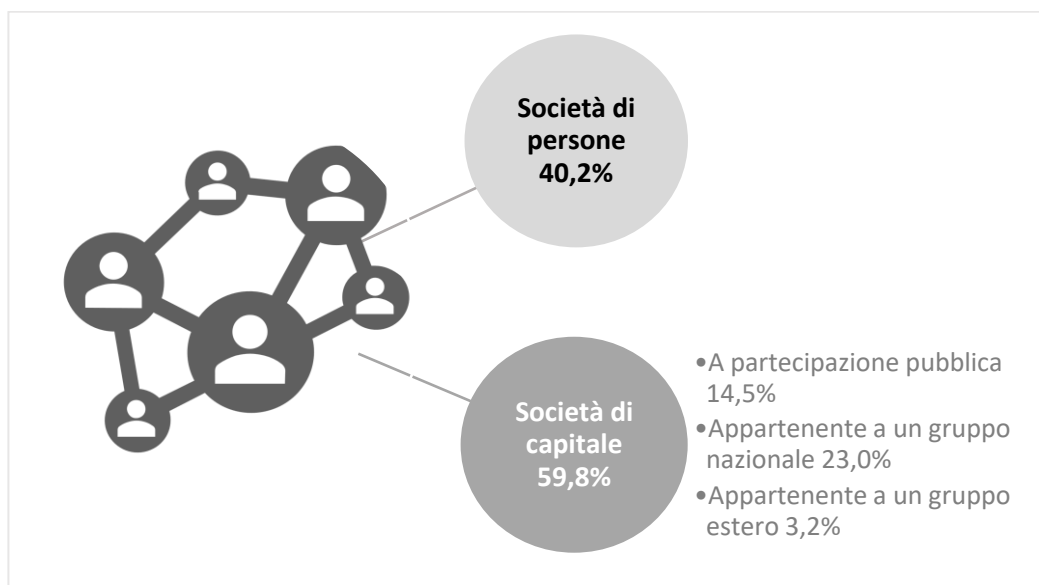 Società di
persone
40,2%
Società di
capitale
59,8%
•A partecipazione pubblica
14,5%
•Appartenente a un gruppo
nazionale 23,0%
•Appartenente a un gruppo
estero 3,2%